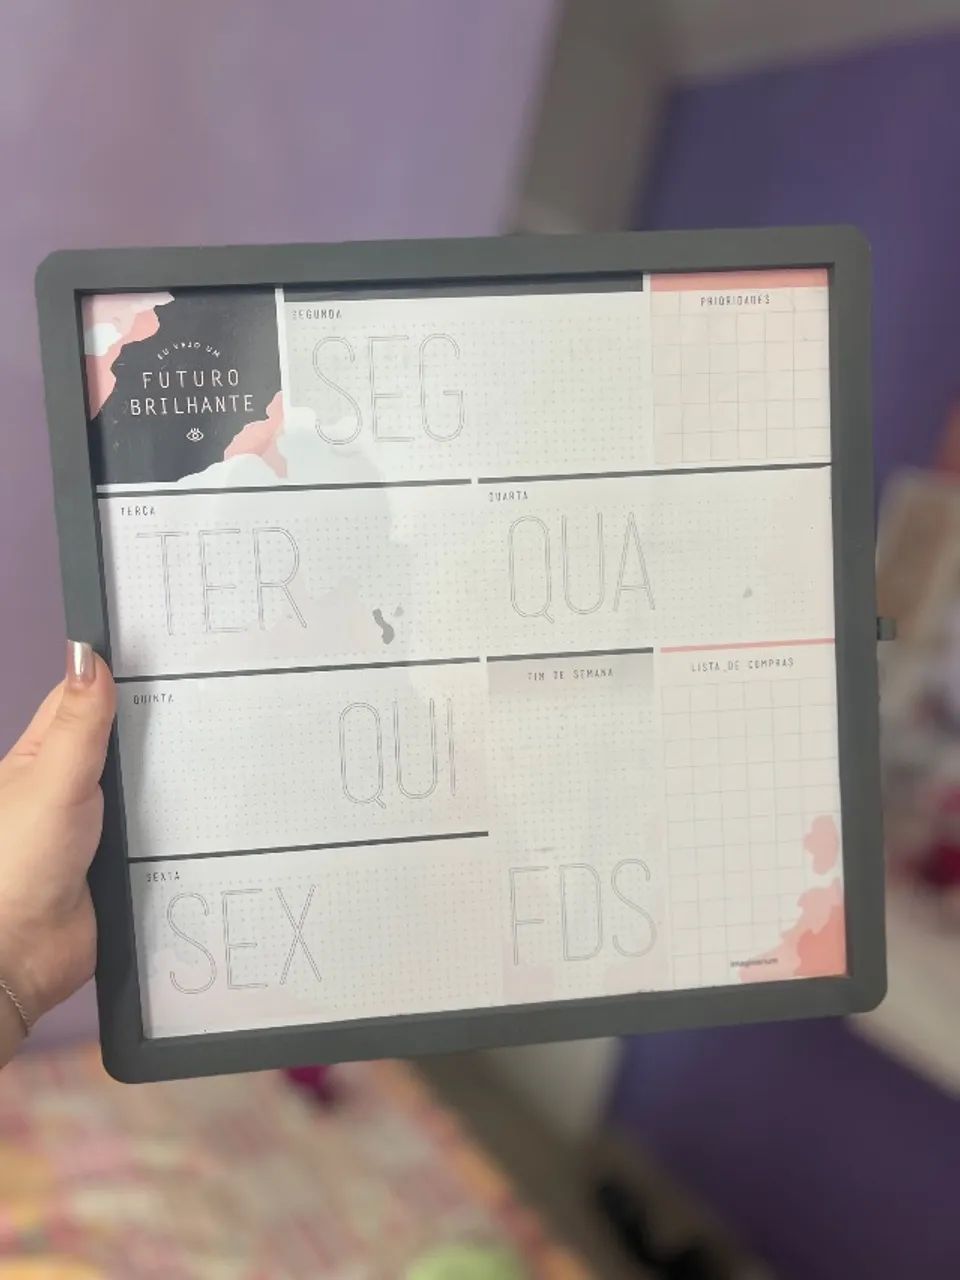 EU VEJO UM
FUTURO
BRILHANTE
SEGUNDA
SEG
PRIORIDADES
TERÇA
TER
QUARTA
QUA
QUINTA
QUI
FIM DE SEMANA
FDS
LISTA DE COMPRAS
SEXTA
SEX
imaginarium